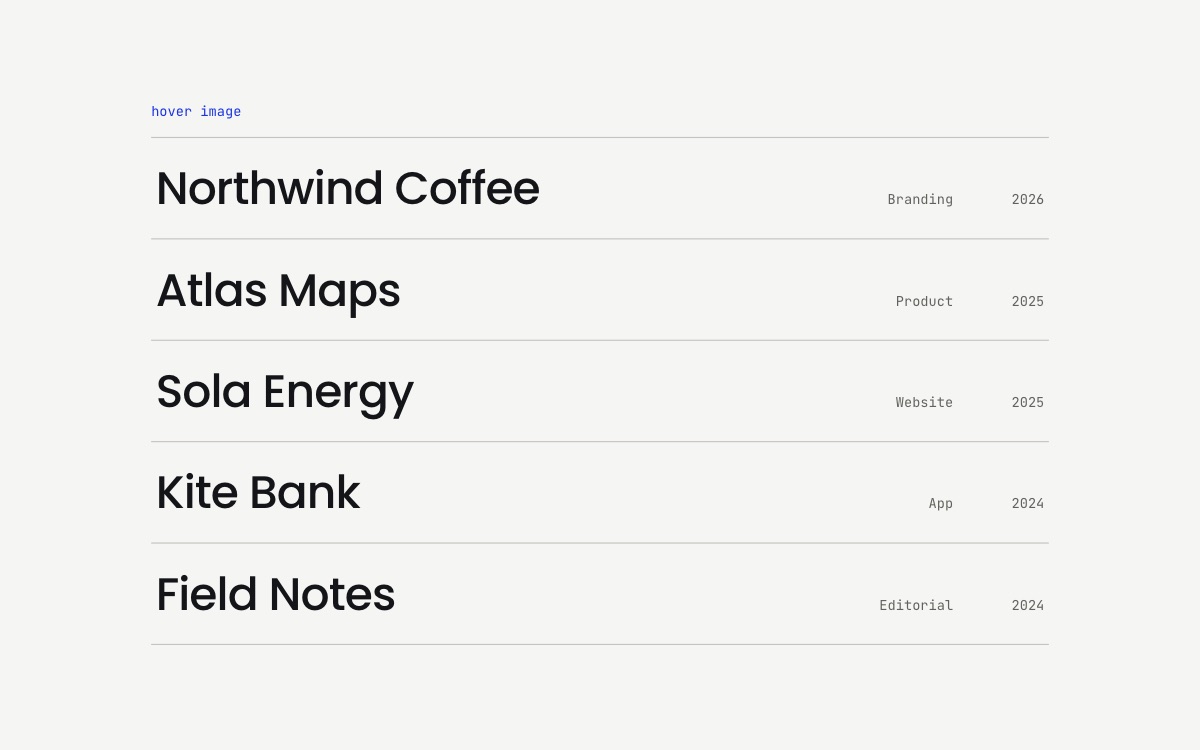 hover image
Northwind Coffee Branding 2026
Atlas Maps Product 2025
Sola Energy Website 2025
Kite Bank App 2024
Field Notes Editorial 2024